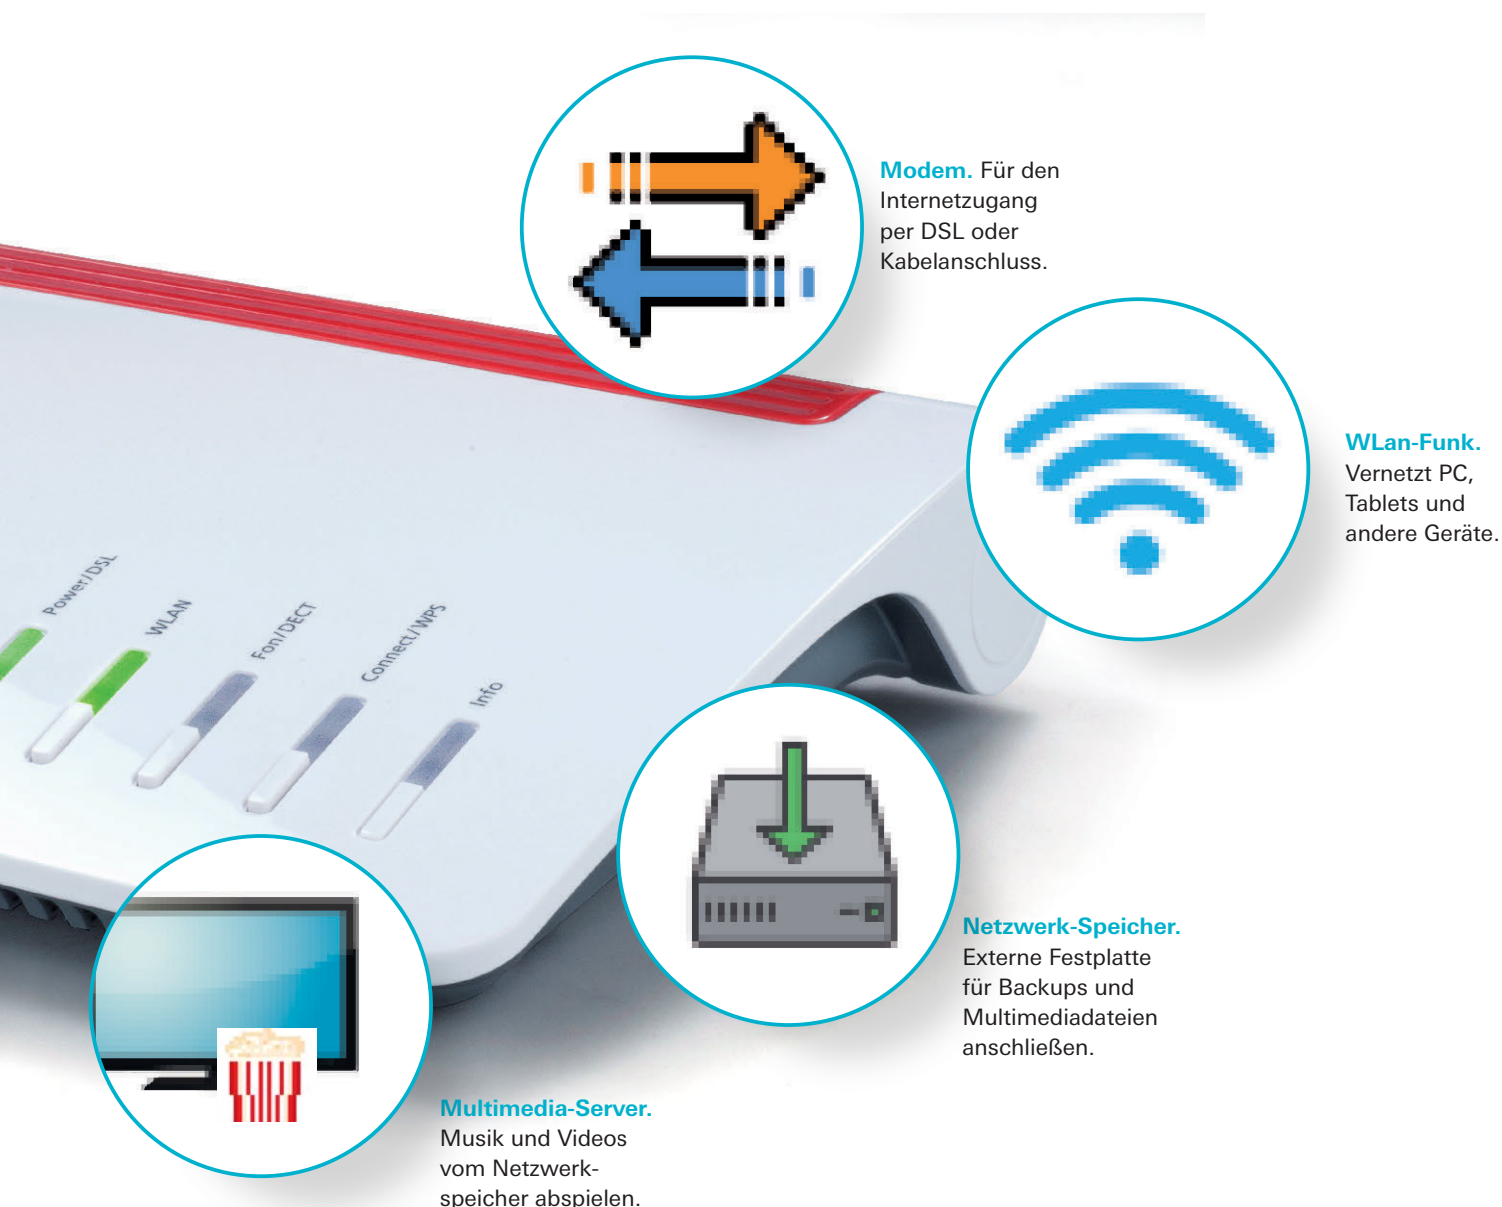 Modem. Für den
Internetzugang
per DSL oder
Kabelanschluss.
WLan-Funk.
Vernetzt PC,
Tablets und
andere Geräte.
Power/DSL
WLAN
Fon/DECT
Connect/WPS
Info
Netzwerk-Speicher.
Externe Festplatte
für Backups und
Multimediadateien
anschließen.
Multimedia-Server.
Musik und Videos
vom Netzwerk-
speicher abspielen.